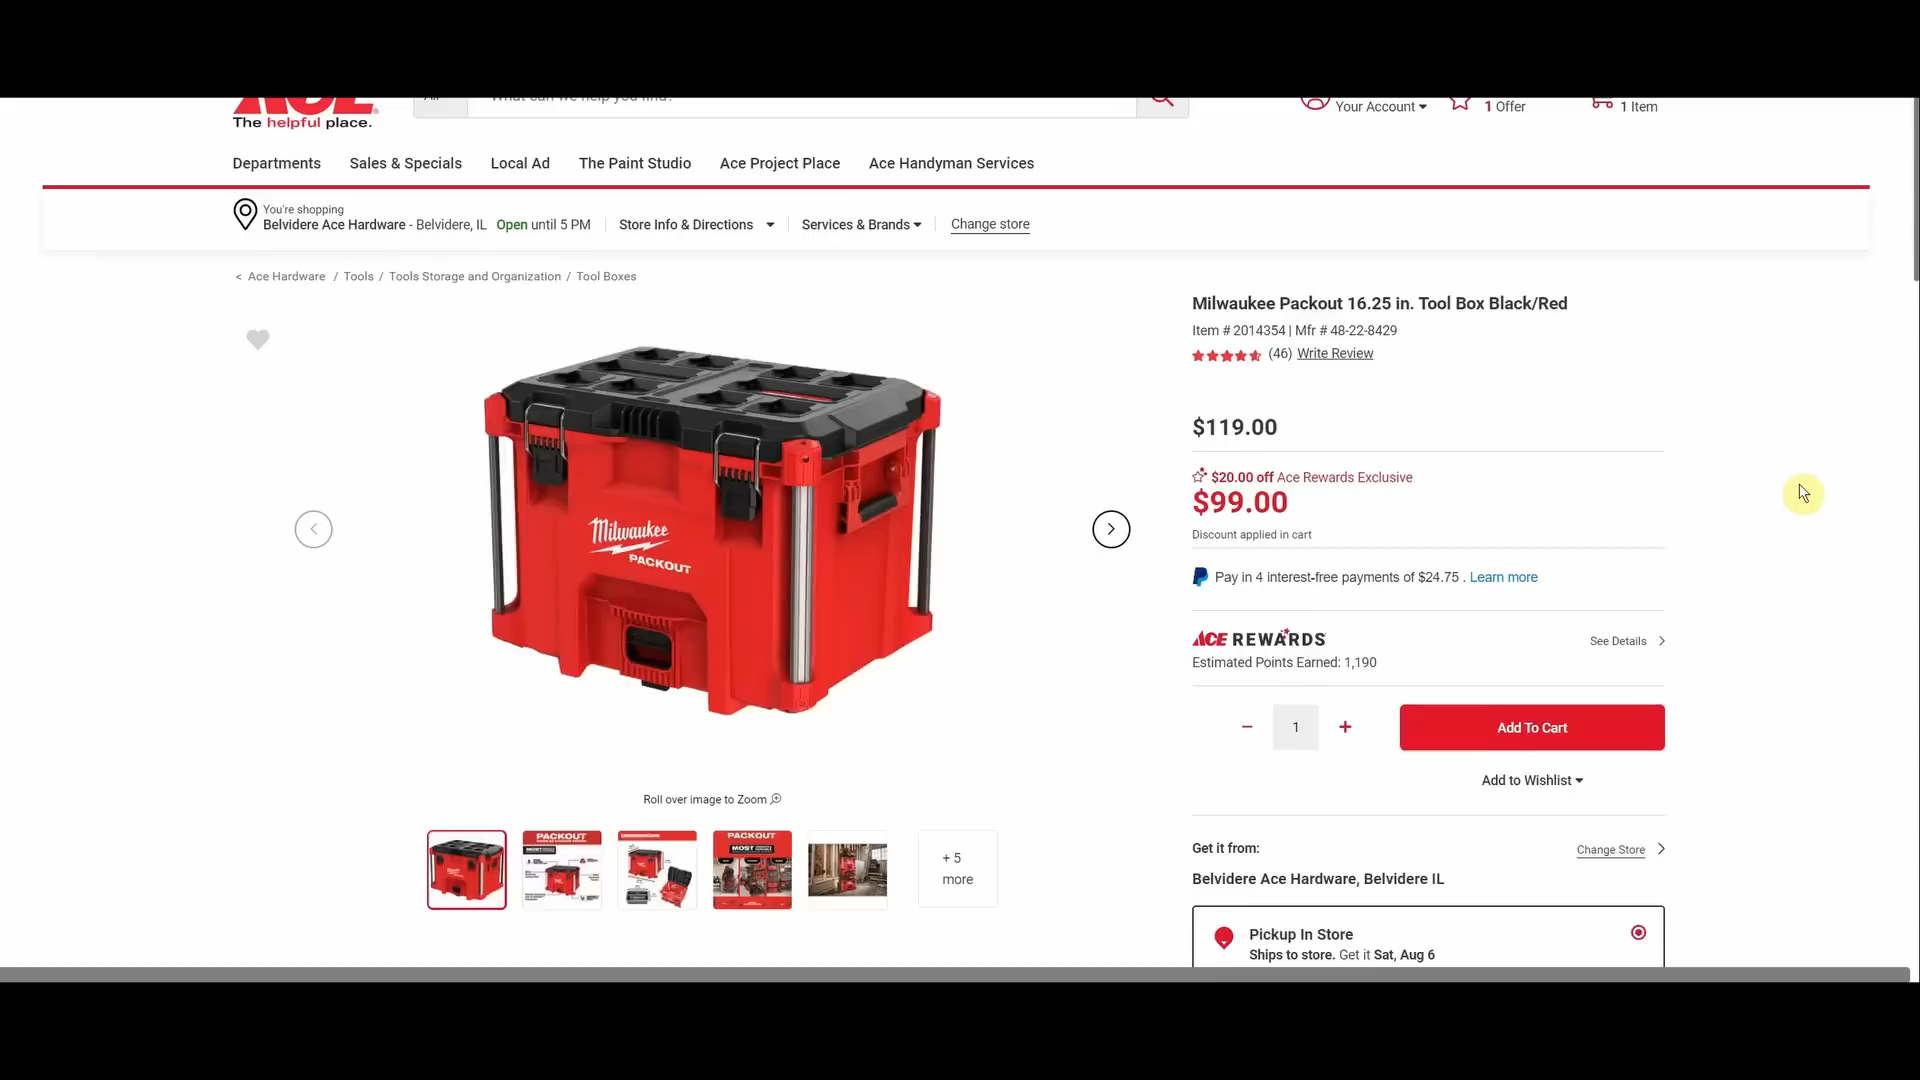 ACE
The helpful place.
Your Account
1 Offer
1 Item
Departments
Sales & Specials
Local Ad
The Paint Studio
Ace Project Place
Ace Handyman Services
You're shopping
Belvidere Ace Hardware - Belvidere, IL Open until 5 PM
Store Info & Directions
Services & Brands
Change store
< Ace Hardware / Tools / Tools Storage and Organization / Tool Boxes
Milwaukee Packout 16.25 in. Tool Box Black/Red
Item # 2014354 | Mfr # 48-22-8429
(46) Write Review
$119.00
$20.00 off Ace Rewards Exclusive
$99.00
Discount applied in cart
Pay in 4 interest-free payments of $24.75 . Learn more
ACE REWARDS
See Details
Estimated Points Earned: 1,190
1
Add To Cart
Add to Wishlist
Get it from:
Change Store
Belvidere Ace Hardware, Belvidere IL
Pickup In Store
Ships to store. Get it Sat, Aug 6
Milwaukee
PACKOUT
Roll over image to Zoom
PACKOUT
PACKOUT
MOST
+ 5
more